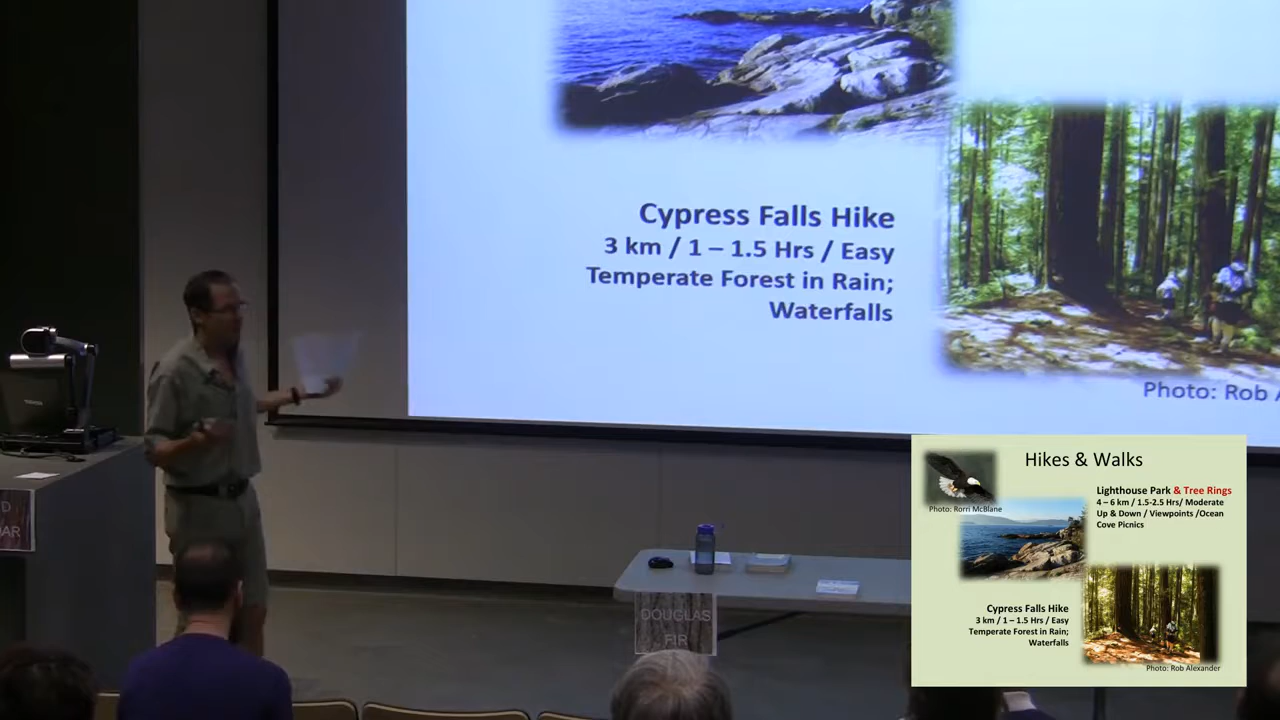 Cypress Falls Hike
3 km / 1 – 1.5 Hrs / Easy
Temperate Forest in Rain;
Waterfalls
Photo: Rob
DOUGLAS
FIR
Hikes & Walks
Photo: Rorri McBlane
Lighthouse Park & Tree Rings
4 – 6 km / 1.5-2.5 Hrs/ Moderate
Up & Down / Viewpoints /Ocean
Cove Picnics
Cypress Falls Hike
3 km / 1 – 1.5 Hrs / Easy
Temperate Forest in Rain;
Waterfalls
Photo: Rob Alexander